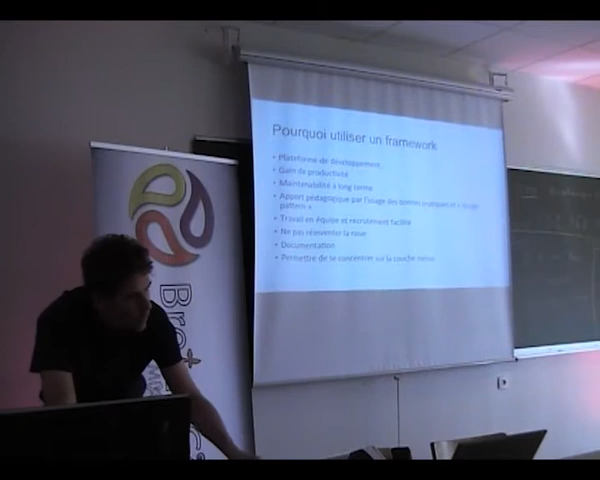 Pourquoi utiliser un framework
• Plateforme de développement
• Gain de productivité
• Maintenabilité à long terme
• Apport pédagogique par l'usage des bonnes pratiques et « design
pattern »
• Travail en équipe et recrutement facilité
• Ne pas réinventer la roue
• Documentation
• Permettre de se concentrer sur la couche métier